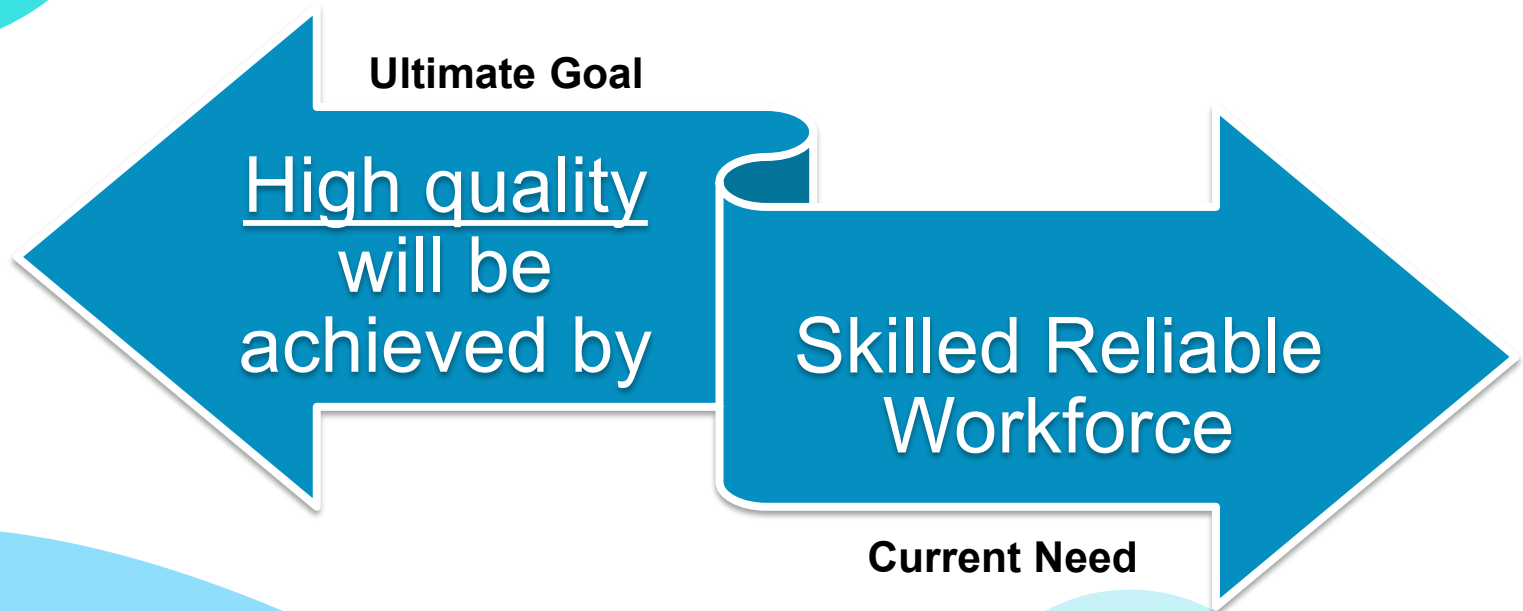 Ultimate Goal
High quality
will be
achieved by
Skilled Reliable
Workforce
Current Need